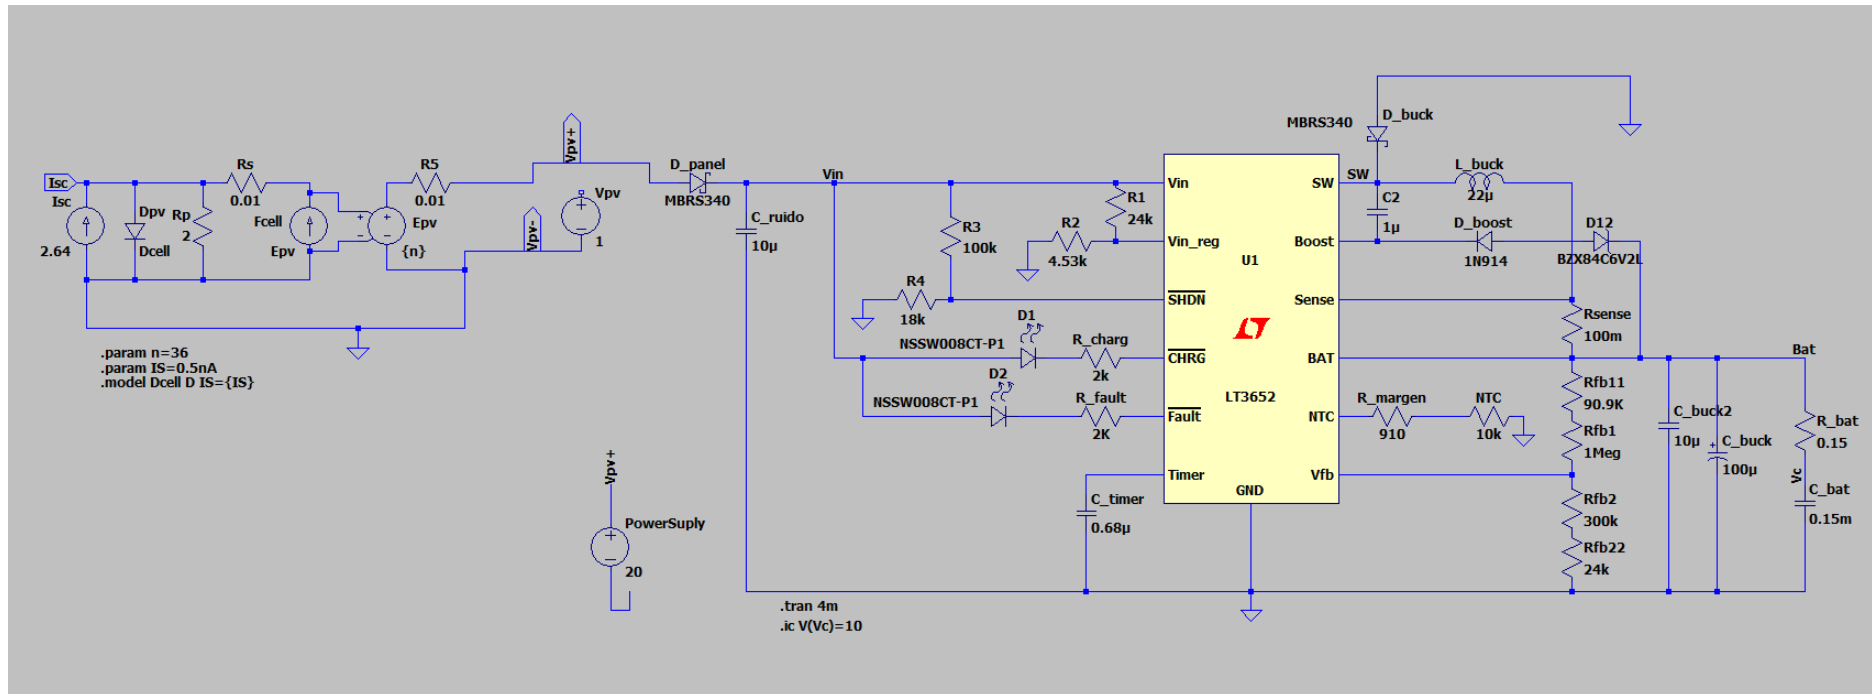 Isc
Isc
2.64
Dpv
Dcell
Rp
2
Rs
0.01
Fcell
Epv
Epv
{n}
R5
0.01
Vpv+
Vpv-
Vpv
1
.param n=36
.param IS=0.5nA
.model Dcell D IS={IS}
Vpv+
PowerSuply
20
D_panel
MBRS340
C_ruido
10µ
Vin
R3
100k
R4
18k
R2
4.53k
R1
24k
NSSW008CT-P1
D1
R_charg
2k
NSSW008CT-P1
D2
R_fault
2K
C_timer
0.68µ
.tran 4m
.ic V(Vc)=10
Vin
Vin_reg
SHDN
CHRG
Fault
Timer
U1
LT3652
GND
SW
Boost
Sense
BAT
NTC
Vfb
MBRS340
D_buck
SW
L_buck
22µ
C2
1µ
D_boost
1N914
D12
BZX84C6V2L
Rsense
100m
R_margen
910
NTC
10k
Rfb11
90.9K
Rfb1
1Meg
Rfb2
300k
Rfb22
24k
C_buck2
10µ
C_buck
100µ
Bat
R_bat
0.15
Vc
C_bat
0.15m